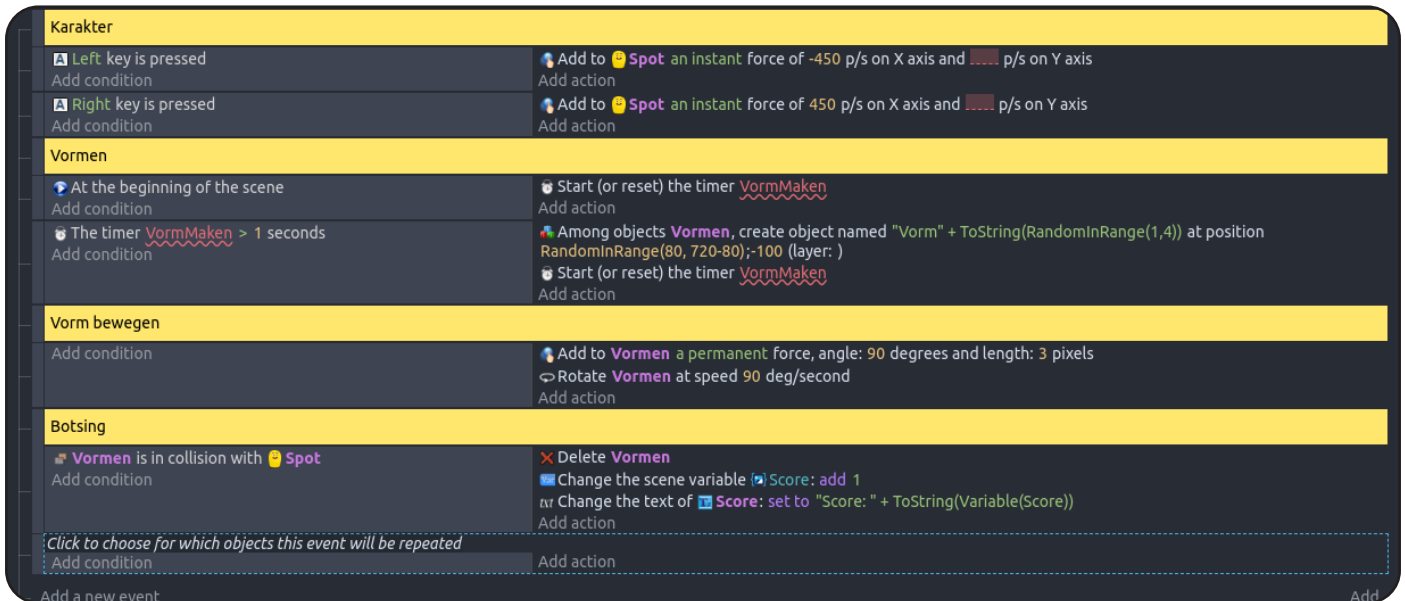 Karakter
Left key is pressed
Add condition
Add to Spot an instant force of -450 p/s on X axis and ..... p/s on Y axis
Add action
Right key is pressed
Add condition
Add to Spot an instant force of 450 p/s on X axis and ..... p/s on Y axis
Add action
Vormen
At the beginning of the scene
Add condition
Start (or reset) the timer VormMaken
Add action
The timer VormMaken > 1 seconds
Add condition
Among objects Vormen, create object named "Vorm" + ToString(RandomInRange(1,4)) at position
RandomInRange(80, 720-80);-100 (layer: )
Start (or reset) the timer VormMaken
Add action
Vorm bewegen
Add condition
Add to Vormen a permanent force, angle: 90 degrees and length: 3 pixels
Rotate Vormen at speed 90 deg/second
Add action
Botsing
Vormen is in collision with Spot
Add condition
Delete Vormen
Change the scene variable Score: add 1
Change the text of Score: set to "Score: " + ToString(Variable(Score))
Add action
Click to choose for which objects this event will be repeated
Add condition
Add action
Add a new event
Add